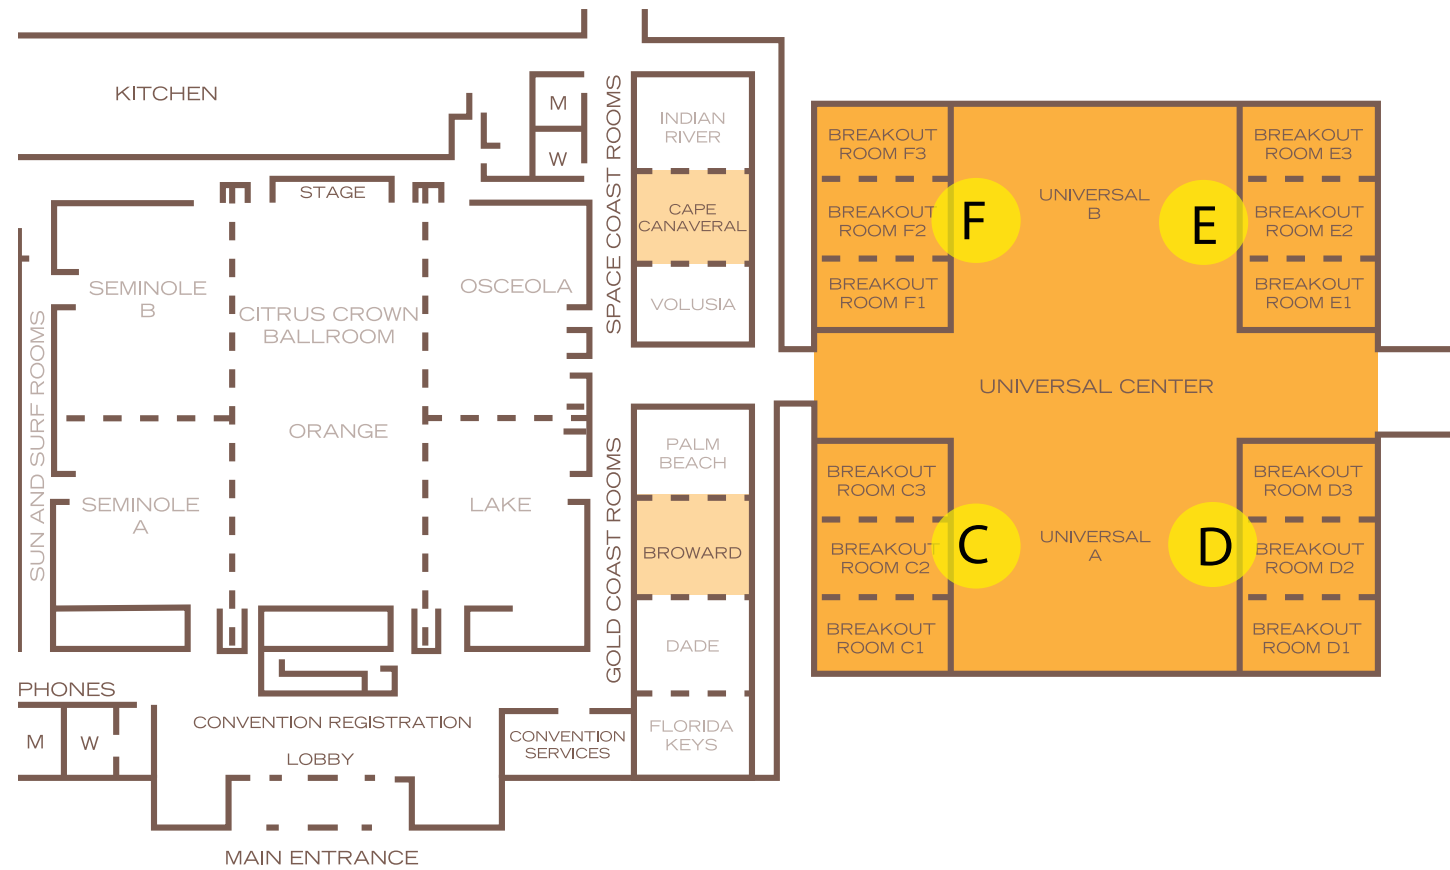 KITCHEN
M
W
STAGE
SEMINOLE
B
CITRUS CROWN
BALLROOM
OSCEOLA
SUN AND SURF ROOMS
ORANGE
SEMINOLE
A
LAKE
PHONES
M
W
CONVENTION REGISTRATION
LOBBY
CONVENTION
SERVICES
MAIN ENTRANCE
SPACE COAST ROOMS
INDIAN
RIVER
CAPE
CANAVERAL
VOLUSIA
GOLD COAST ROOMS
PALM
BEACH
BROWARD
DADE
FLORIDA
KEYS
BREAKOUT
ROOM F3
BREAKOUT
ROOM F2
BREAKOUT
ROOM F1
F
UNIVERSAL
B
E
BREAKOUT
ROOM E3
BREAKOUT
ROOM E2
BREAKOUT
ROOM E1
UNIVERSAL CENTER
BREAKOUT
ROOM C3
BREAKOUT
ROOM C2
BREAKOUT
ROOM C1
C
UNIVERSAL
A
D
BREAKOUT
ROOM D3
BREAKOUT
ROOM D2
BREAKOUT
ROOM D1